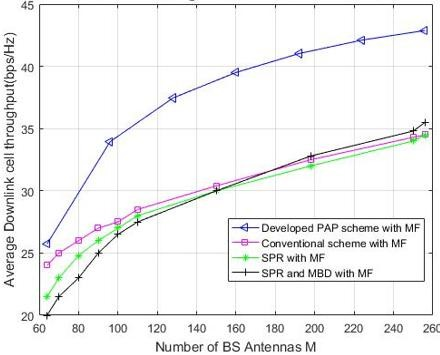 45
40
35
30
25
20
Average Downlink cell throughput(bps/Hz)
Developed PAP scheme with MF
Conventional scheme with MF
SPR with MF
SPR and MBD with MF
60 80 100 120 140 160 180 200 220 240 260
Number of BS Antennas M